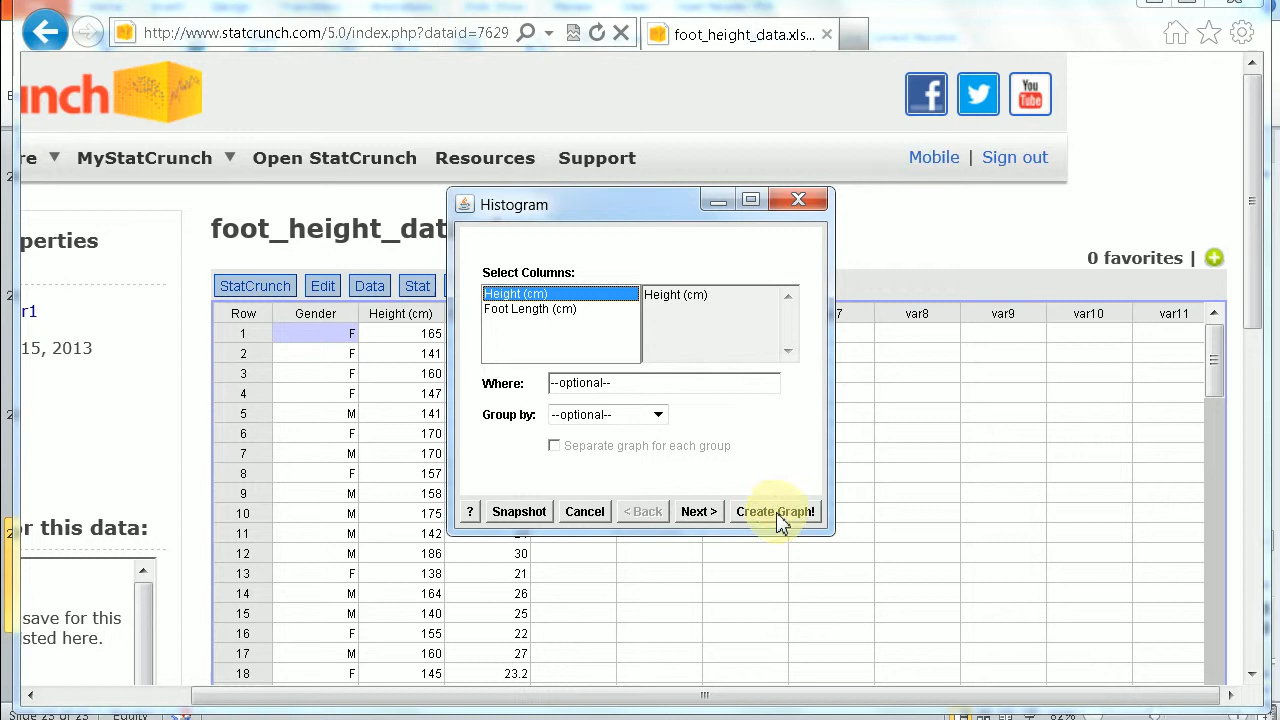 http://www.statcrunch.com/5.0/index.php?dataid=7629
foot_height_data.xls...
unch
re MyStatCrunch Open StatCrunch Resources Support
Mobile | Sign out
perties
foot_height_dat
0 favorites |
StatCrunch Edit Data Stat
r1
15, 2013
Row Gender Height (cm) 7 var8 var9 var10 var11
1 F 165
2 F 141
3 F 160
4 F 147
5 M 141
6 F 170
7 M 170
8 F 157
9 M 158
10 M 175
11 M 142
12 M 186 30
13 F 138 21
14 M 164 26
15 M 140 25
16 F 155 22
17 M 160 27
18 F 145 23.2
or this data:
save for this
sted here.
Histogram
Select Columns:
Height (cm) Height (cm)
Foot Length (cm)
Where: --optional--
Group by: --optional--
Separate graph for each group
? Snapshot Cancel < Back Next > Create Graph!
You
Tube